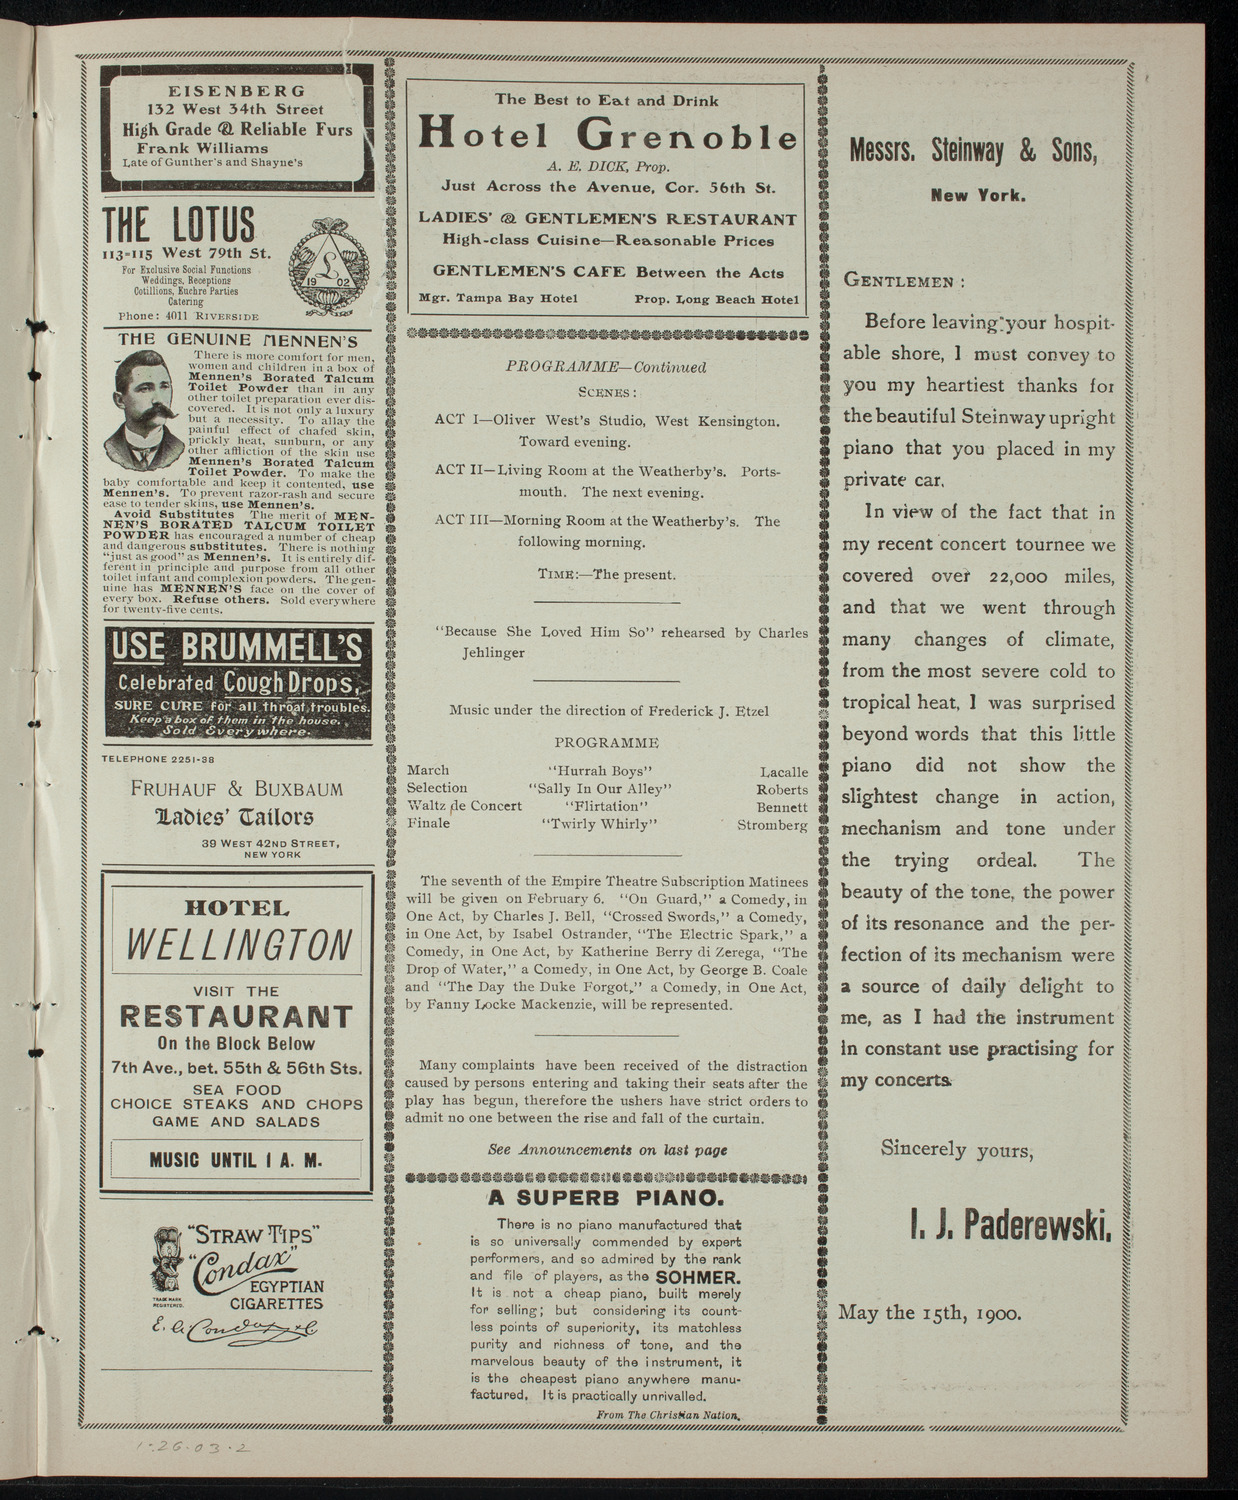 EISENBERG
132 West 34th Street
High Grade & Reliable Furs
Frank Williams
Late of Gunther's and Shayne's
THE LOTUS
113-115 West 79th St.
For Exclusive Social Functions
Weddings, Receptions
Cotillions, Euchre Parties
Catering
Phone: 4011 RIVERSIDE
L
19 02
THE GENUINE MENNEN'S
There is more comfort for men,
women and children in a box of
Mennen's Borated Talcum
Toilet Powder than in any
other toilet preparation ever dis-
covered. It is not only a luxury
but a necessity. To allay the
painful effect of chafed skin,
prickly heat, sunburn, or any
other affliction of the skin use
Mennen's Borated Talcum
Toilet Powder. To make the
baby comfortable and keep it contented, use
Mennen's. To prevent razor-rash and secure
ease to tender skins, use Mennen's.
Avoid Substitutes The merit of MEN-
NEN'S BORATED TALCUM TOILET
POWDER has encouraged a number of cheap
and dangerous substitutes. There is nothing
"just as good" as Mennen's. It is entirely dif-
ferent in principle and purpose from all other
toilet infant and complexion powders. The gen-
uine has MENNEN'S face on the cover of
every box. Refuse others. Sold everywhere
for twenty-five cents.
USE BRUMMELL'S
Celebrated Cough Drops,
SURE CURE for all throat troubles.
Keep a box of them in the house.
Sold Everywhere.
TELEPHONE 2251-38
FRUHAUF & BUXBAUM
Ladies' Tailors
39 WEST 42ND STREET,
NEW YORK
HOTEL
WELLINGTON
VISIT THE
RESTAURANT
On the Block Below
7th Ave., bet. 55th & 56th Sts.
SEA FOOD
CHOICE STEAKS AND CHOPS
GAME AND SALADS
MUSIC UNTIL 1 A. M.
"STRAW TIPS"
"Condax"
EGYPTIAN
CIGARETTES
TRADE MARK
REGISTERED.
The Best to Eat and Drink
Hotel Grenoble
A. E. DICK, Prop.
Just Across the Avenue, Cor. 56th St.
LADIES' & GENTLEMEN'S RESTAURANT
High-class Cuisine—Reasonable Prices
GENTLEMEN'S CAFE Between the Acts
Mgr. Tampa Bay Hotel Prop. Long Beach Hotel
PROGRAMME—Continued
SCENES:
ACT I—Oliver West's Studio, West Kensington.
Toward evening.
ACT II—Living Room at the Weatherby's. Ports-
mouth. The next evening.
ACT III—Morning Room at the Weatherby's. The
following morning.
TIME:—The present.
"Because She Loved Him So" rehearsed by Charles
Jehlinger
Music under the direction of Frederick J. Etzel
PROGRAMME
March "Hurrah Boys" Lacalle
Selection "Sally In Our Alley" Roberts
Waltz de Concert "Flirtation" Bennett
Finale "Twirly Whirly" Stromberg
The seventh of the Empire Theatre Subscription Matinees
will be given on February 6. "On Guard," a Comedy, in
One Act, by Charles J. Bell, "Crossed Swords," a Comedy,
in One Act, by Isabel Ostrander, "The Electric Spark," a
Comedy, in One Act, by Katherine Berry di Zerega, "The
Drop of Water," a Comedy, in One Act, by George B. Coale
and "The Day the Duke Forgot," a Comedy, in One Act,
by Fanny Locke Mackenzie, will be represented.
Many complaints have been received of the distraction
caused by persons entering and taking their seats after the
play has begun, therefore the ushers have strict orders to
admit no one between the rise and fall of the curtain.
See Announcements on last page
A SUPERB PIANO.
There is no piano manufactured that
is so universally commended by expert
performers, and so admired by the rank
and file of players, as the SOHMER.
It is not a cheap piano, built merely
for selling; but considering its count-
less points of superiority, its matchless
purity and richness of tone, and the
marvelous beauty of the instrument, it
is the cheapest piano anywhere manu-
factured. It is practically unrivalled.
From The Christian Nation.
Messrs. Steinway & Sons,
New York.
GENTLEMEN:
Before leaving your hospit-
able shore, I must convey to
you my heartiest thanks for
the beautiful Steinway upright
piano that you placed in my
private car.
In view of the fact that in
my recent concert tournee we
covered over 22,000 miles,
and that we went through
many changes of climate,
from the most severe cold to
tropical heat, I was surprised
beyond words that this little
piano did not show the
slightest change in action,
mechanism and tone under
the trying ordeal. The
beauty of the tone, the power
of its resonance and the per-
fection of its mechanism were
a source of daily delight to
me, as I had the instrument
in constant use practising for
my concerts.
Sincerely yours,
I. J. Paderewski.
May the 15th, 1900.
1.26.03.2